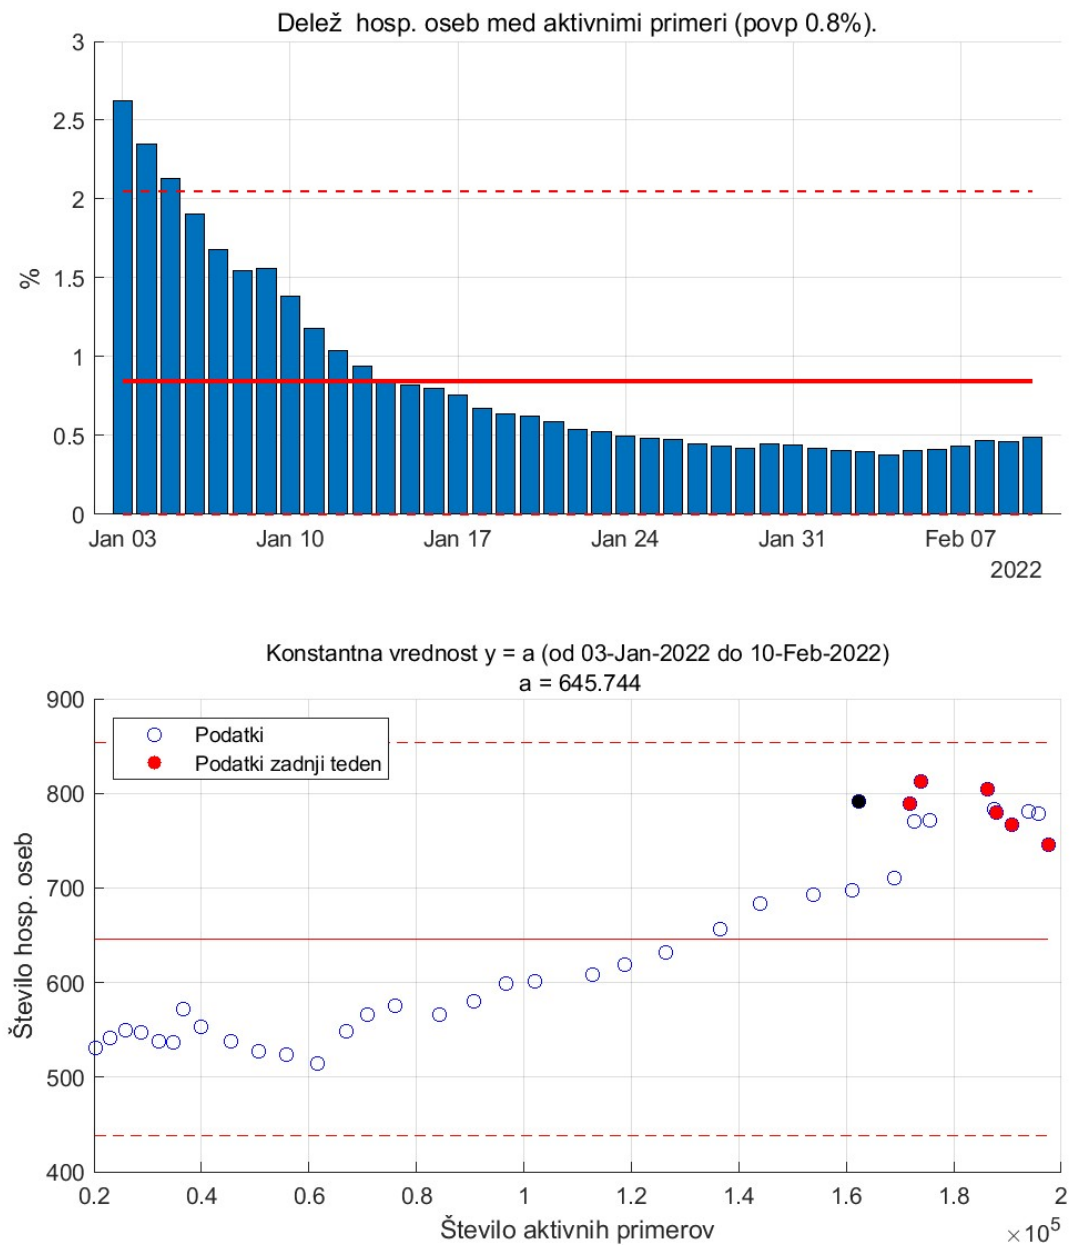 Delež  hosp. oseb med aktivnimi primeri (povp 0.8%).
3
2.5
2
1.5
1
0.5
0
%
Jan 03
Jan 10
Jan 17
Jan 24
Jan 31
Feb 07
2022
Konstantna vrednost y = a (od 03-Jan-2022 do 10-Feb-2022)
a = 645.744
900
800
700
600
500
400
Število hosp. oseb
Podatki
Podatki zadnji teden
0.2
0.4
0.6
0.8
1
1.2
1.4
1.6
1.8
2
Število aktivnih primerov
×10⁵